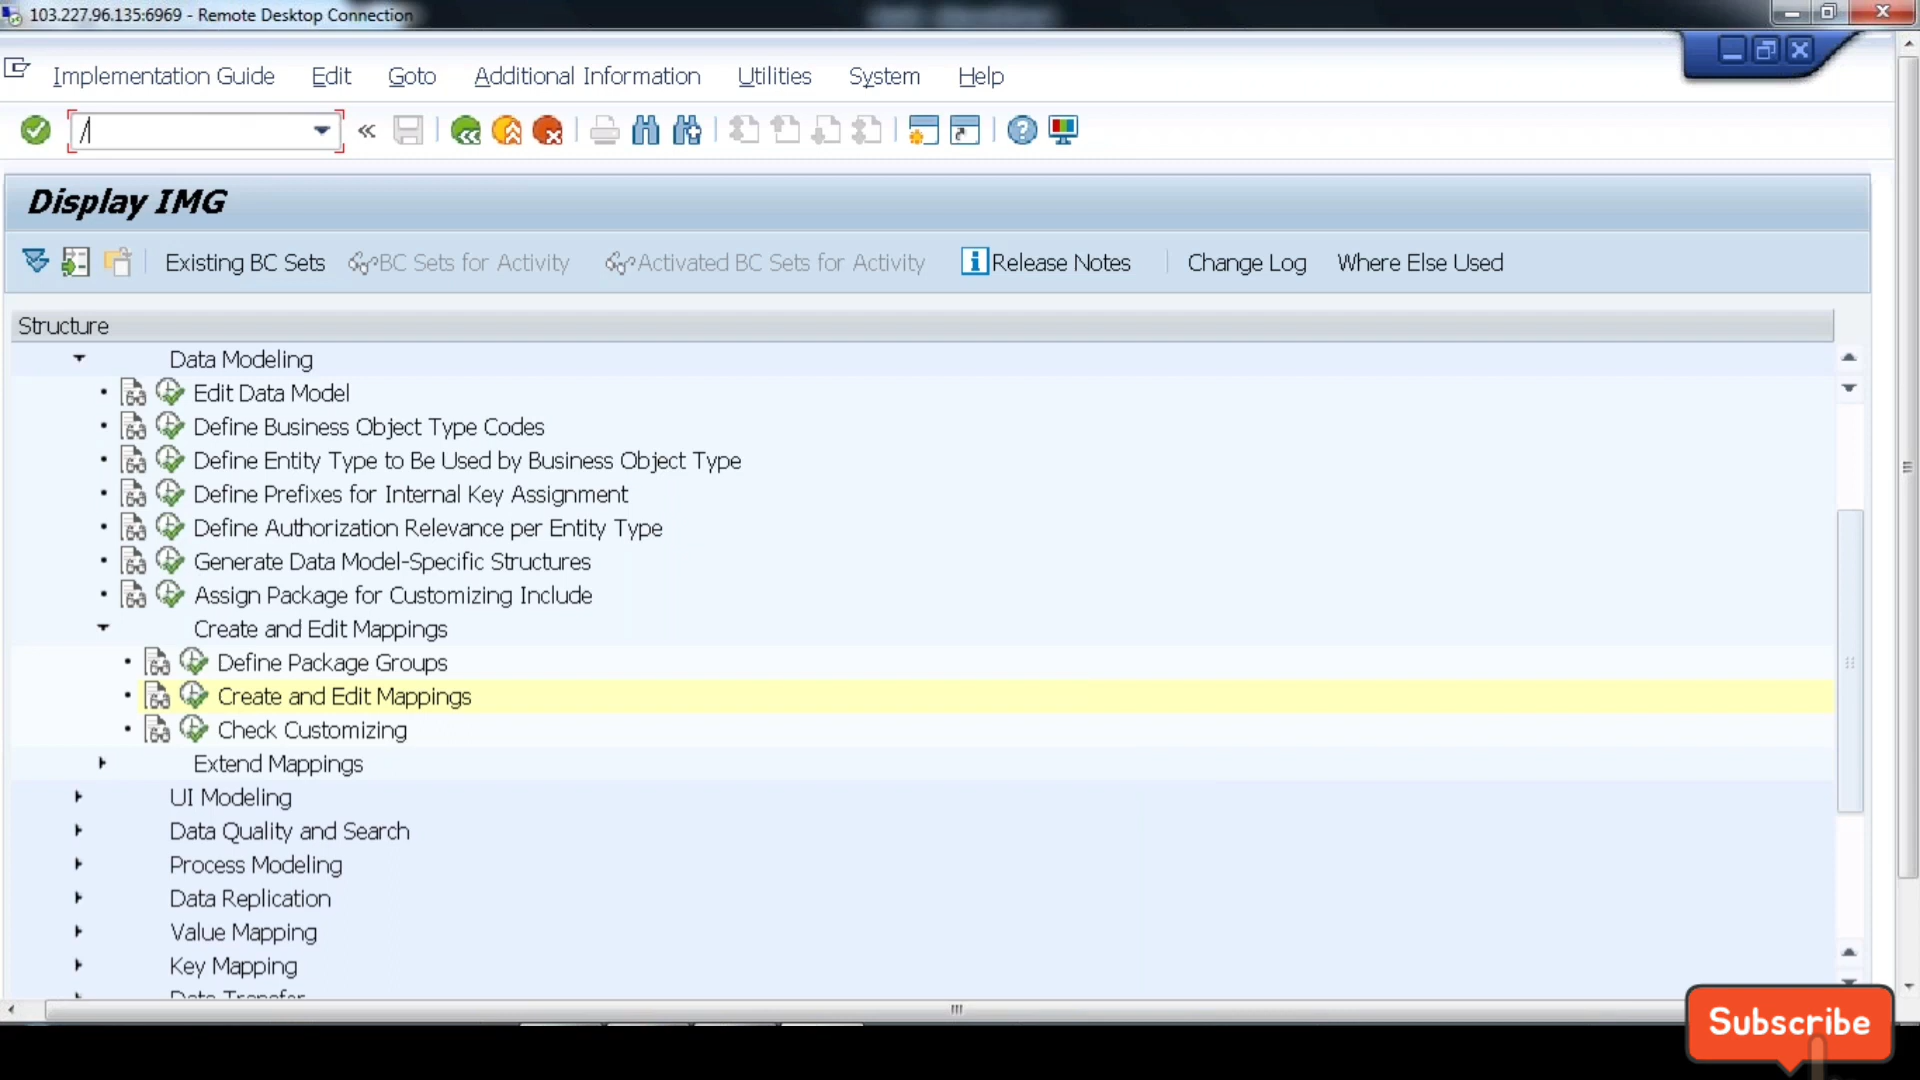 103.227.96.135:6969 - Remote Desktop Connection
Implementation Guide Edit Goto Additional Information Utilities System Help
/
Display IMG
Existing BC Sets BC Sets for Activity Activated BC Sets for Activity Release Notes Change Log Where Else Used
Structure
Data Modeling
Edit Data Model
Define Business Object Type Codes
Define Entity Type to Be Used by Business Object Type
Define Prefixes for Internal Key Assignment
Define Authorization Relevance per Entity Type
Generate Data Model-Specific Structures
Assign Package for Customizing Include
Create and Edit Mappings
Define Package Groups
Create and Edit Mappings
Check Customizing
Extend Mappings
UI Modeling
Data Quality and Search
Process Modeling
Data Replication
Value Mapping
Key Mapping
Data Transfer
Subscribe